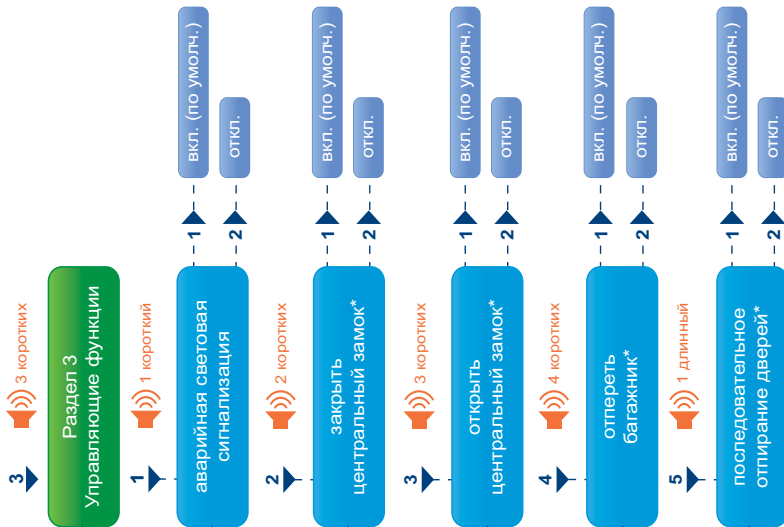 3
3 коротких
Раздел 3
Управляющие функции
1
1 короткий
аварийная световая
сигнализация
1
вкл. (по умолч.)
2
откл.
2
2 коротких
закрыть
центральный замок*
1
вкл. (по умолч.)
2
откл.
3
3 коротких
открыть
центральный замок*
1
вкл. (по умолч.)
2
откл.
4
4 коротких
отпереть
багажник*
1
вкл. (по умолч.)
2
откл.
5
1 длинный
последовательное
отпирание дверей*
1
вкл. (по умолч.)
2
откл.